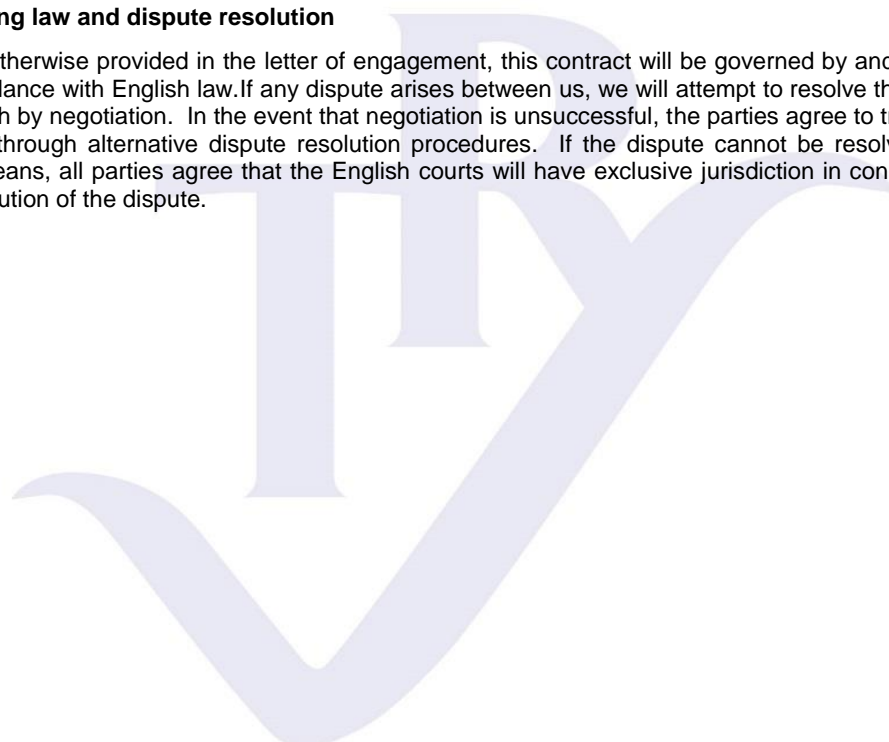 ng law and dispute resolution
therwise provided in the letter of engagement, this contract will be governed by and
dance with English law.If any dispute arises between us, we will attempt to resolve th
h by negotiation. In the event that negotiation is unsuccessful, the parties agree to tr
through alternative dispute resolution procedures. If the dispute cannot be resolv
eans, all parties agree that the English courts will have exclusive jurisdiction in con
ution of the dispute.
TP